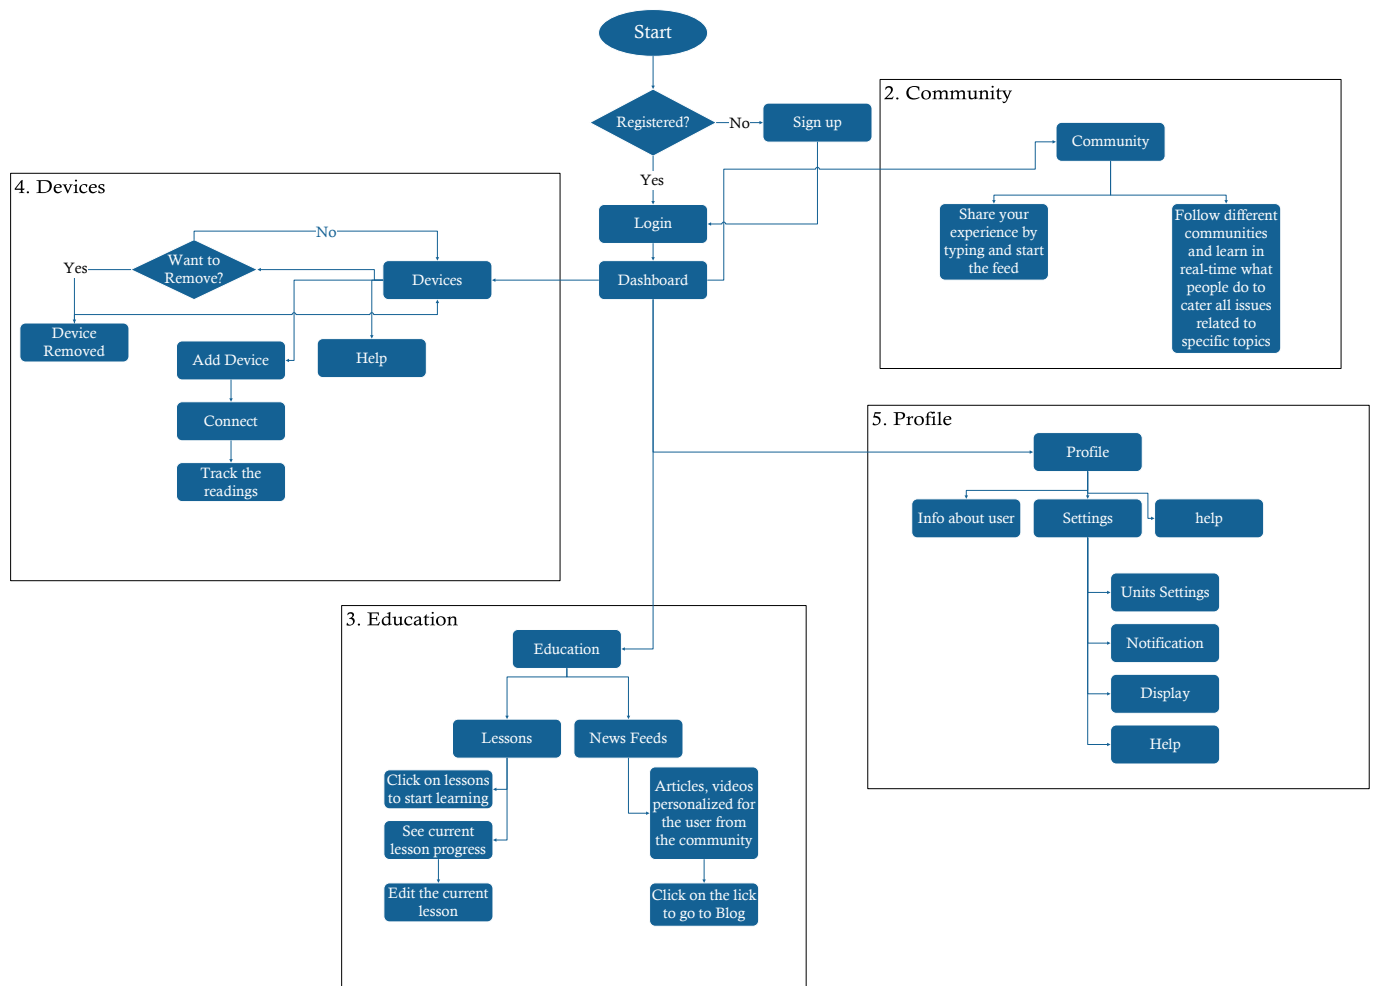 Start
Registered?
No
Sign up
Yes
Login
Dashboard
2. Community
Community
Share your
experience by
typing and start
the feed
Follow different
communities
and learn in
real-time what
people do to
cater all issues
related to
specific topics
4. Devices
No
Want to
Remove?
Yes
Devices
Device
Removed
Add Device
Help
Connect
Track the
readings
5. Profile
Profile
Info about user
Settings
help
Units Settings
Notification
Display
Help
3. Education
Education
Lessons
News Feeds
Click on lessons
to start learning
See current
lesson progress
Edit the current
lesson
Articles, videos
personalized for
the user from
the community
Click on the lick
to go to Blog